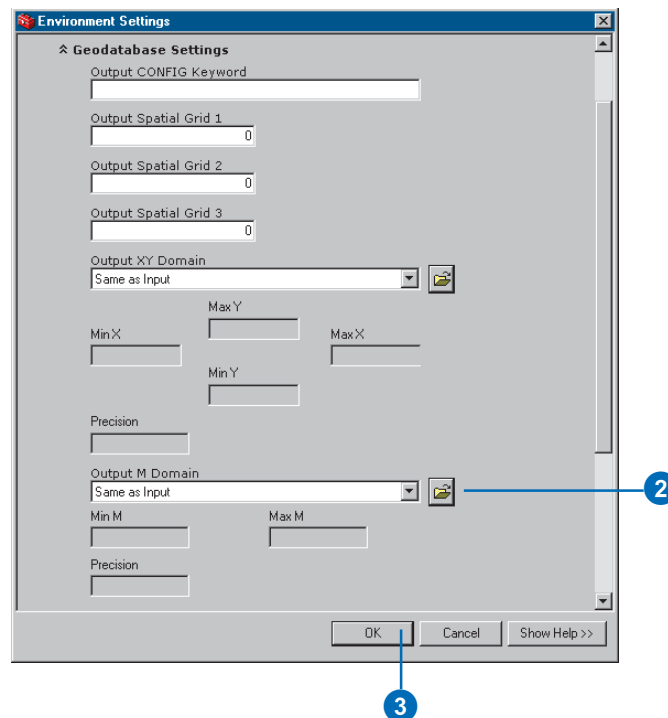 Environment Settings
Geodatabase Settings
Output CONFIG Keyword
Output Spatial Grid 1
0
Output Spatial Grid 2
0
Output Spatial Grid 3
0
Output XY Domain
Same as Input
Max Y
Min X
Max X
Min Y
Precision
Output M Domain
Same as Input
2
Min M
Max M
Precision
OK
Cancel
Show Help >>
3